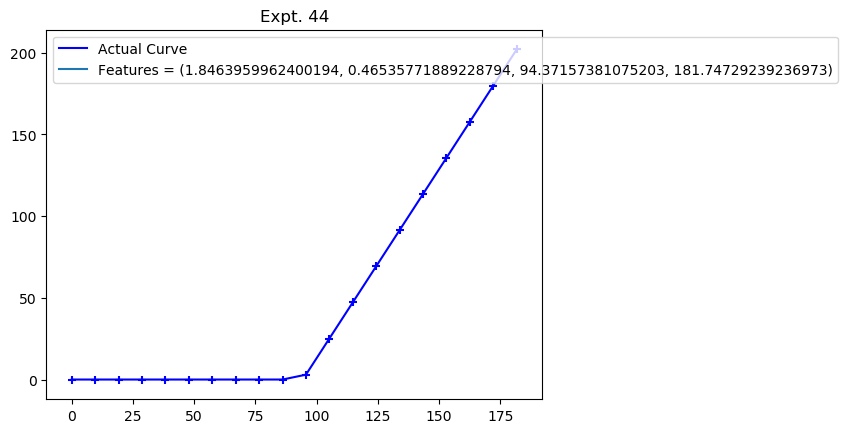 Expt. 44
Actual Curve
Features = (1.8463959962400194, 0.46535771889228794, 94.37157381075203, 181.74729239236973)
200
150
100
50
0
0 25 50 75 100 125 150 175